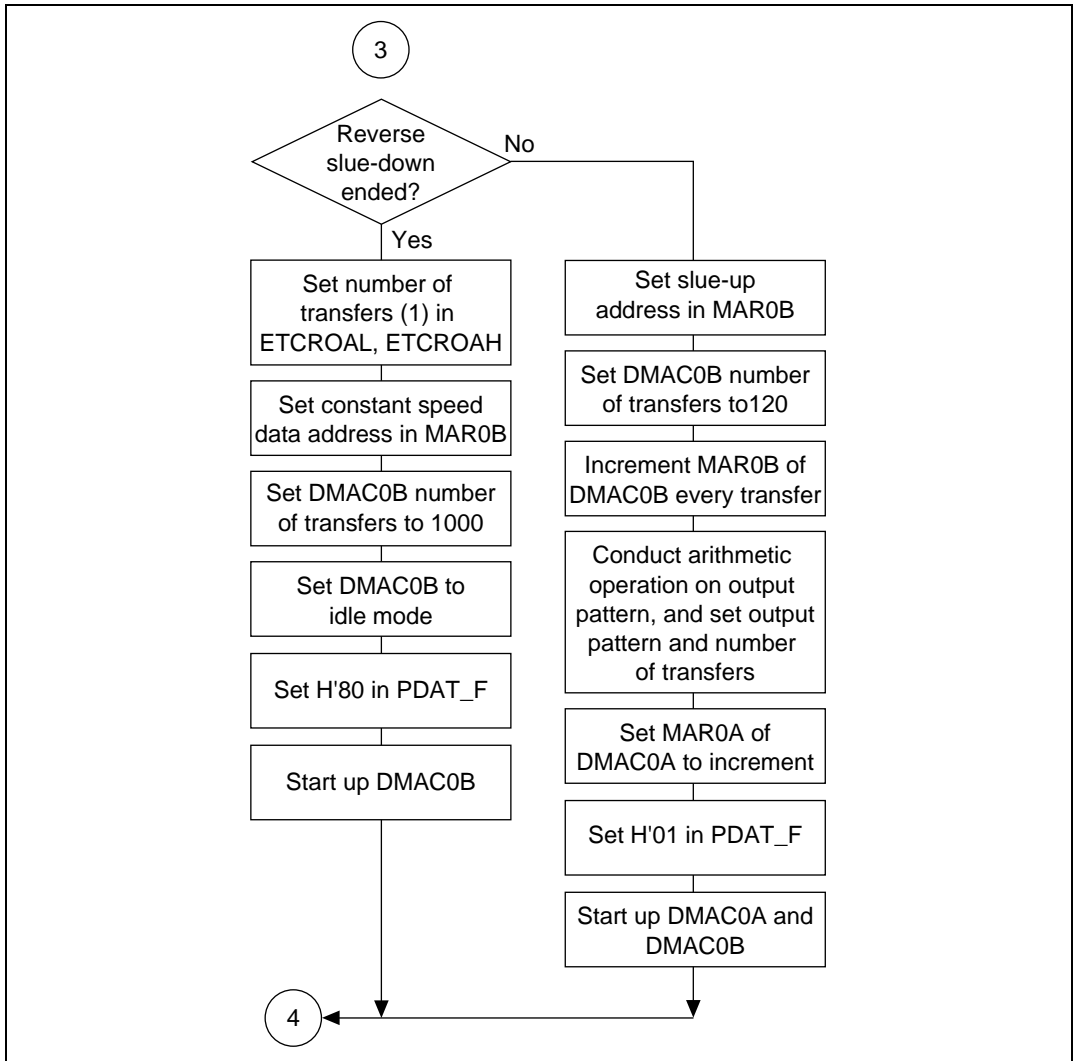 3
Reverse
slue-down
ended?
No
Yes
Set number of
transfers (1) in
ETCROAL, ETCROAH
Set constant speed
data address in MAR0B
Set DMAC0B number
of transfers to 1000
Set DMAC0B to
idle mode
Set H'80 in PDAT_F
Start up DMAC0B
Set slue-up
address in MAR0B
Set DMAC0B number
of transfers to120
Increment MAR0B of
DMAC0B every transfer
Conduct arithmetic
operation on output
pattern, and set output
pattern and number
of transfers
Set MAR0A of
DMAC0A to increment
Set H'01 in PDAT_F
Start up DMAC0A and
DMAC0B
4